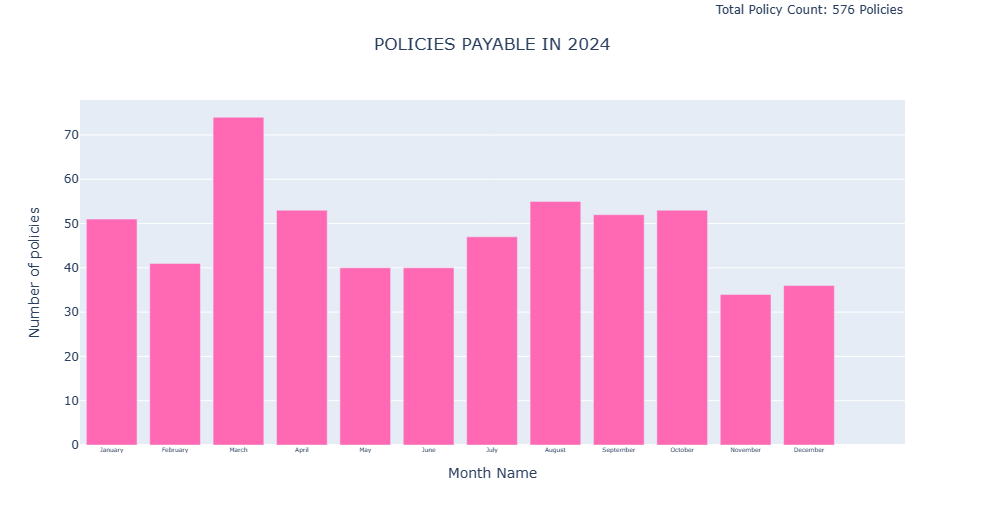 Total Policy Count: 576 Policies
POLICIES PAYABLE IN 2024
Number of policies
70
60
50
40
30
20
10
0
January February March April May June July August September October November December
Month Name